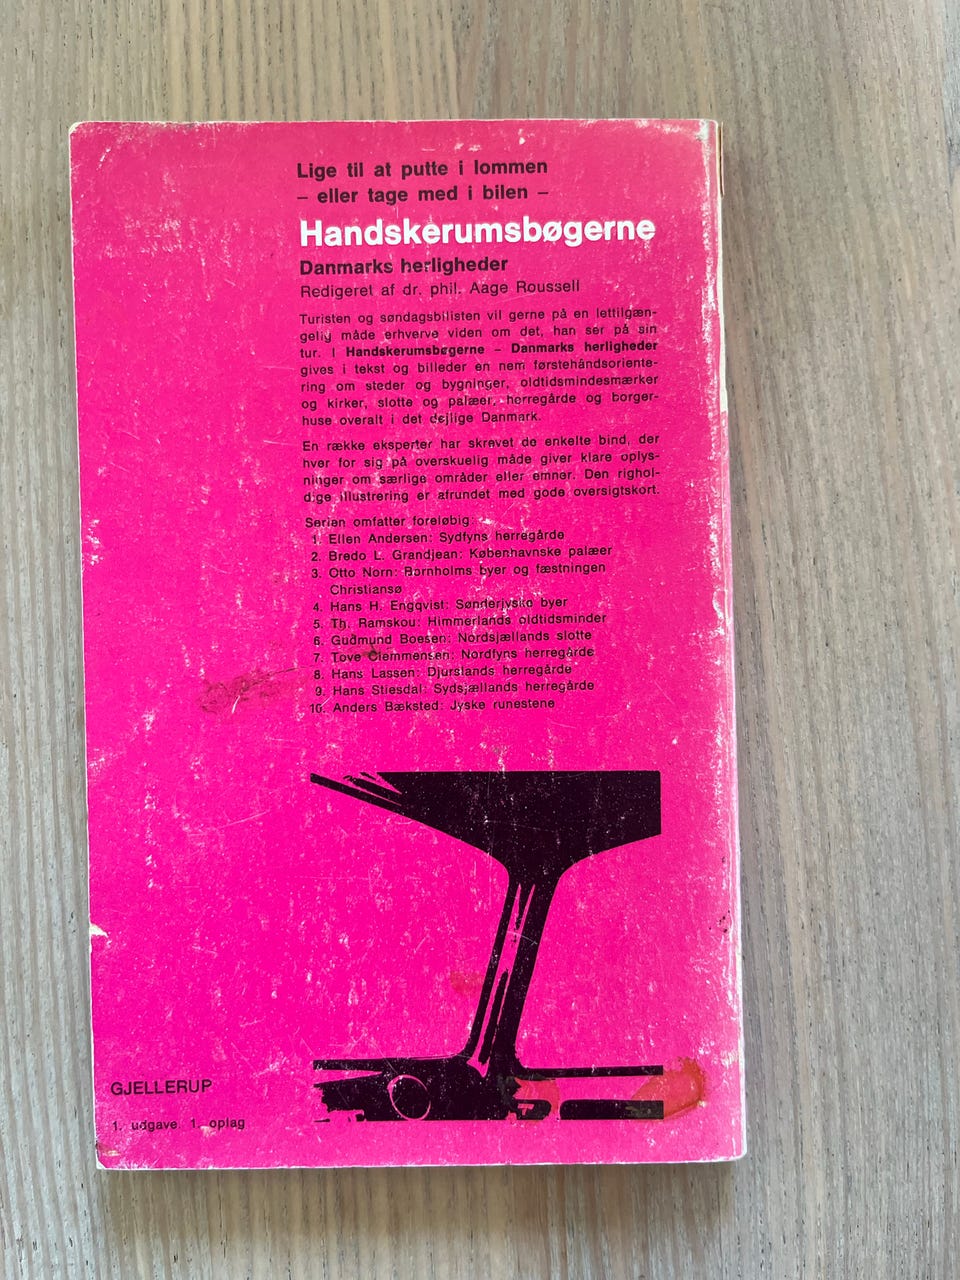 Lige til at putte i lommen
– eller tage med i bilen –
Handskerumsbøgerne
Danmarks herligheder
Redigeret af dr. phil. Aage Roussell
Turisten og søndagsbilisten vil gerne på en lettilgæn-
gelig måde erhverve viden om det, han ser på sin
tur. I Handskerumsbøgerne – Danmarks herligheder
gives i tekst og billeder en nem førstehåndsoriente-
ring om steder og bygninger, oldtidsmindesmærker
og kirker, slotte og palæer, herregårde og borger-
huse overalt i det dejlige Danmark.
En række eksperter har skrevet de enkelte bind, der
hver for sig på overskuelig måde giver klare oplys-
ninger om særlige områder eller emner. Den righol-
dige illustrering er afrundet med gode oversigtskort.
Serien omfatter foreløbig:
1. Ellen Andersen: Sydfyns herregårde
2. Bredo L. Grandjean: Københavnske palæer
3. Otto Norn: Bornholms byer og fæstningen
Christiansø
4. Hans H. Engqvist: Sønderjyske byer
5. Th. Ramskou: Himmerlands oldtidsminder
6. Gudmund Boesen: Nordsjællands slotte
7. Tove Clemmensen: Nordfyns herregårde
8. Hans Lassen: Djurslands herregårde
9. Hans Stiesdal: Sydsjællands herregårde
10. Anders Bæksted: Jyske runestene
GJELLERUP
1. udgave. 1. oplag